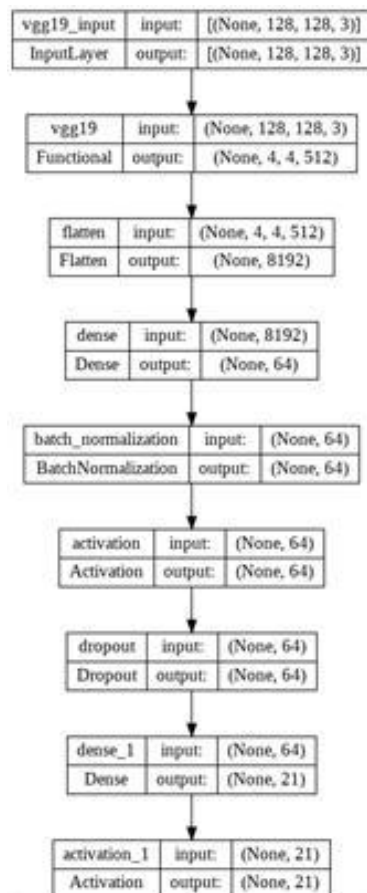 vgg19_input input: [(None, 128, 128, 3)]
InputLayer output: [(None, 128, 128, 3)]
vgg19 input: (None, 128, 128, 3)
Functional output: (None, 4, 4, 512)
flatten input: (None, 4, 4, 512)
Flatten output: (None, 8192)
dense input: (None, 8192)
Dense output: (None, 64)
batch_normalization input: (None, 64)
BatchNormalization output: (None, 64)
activation input: (None, 64)
Activation output: (None, 64)
dropout input: (None, 64)
Dropout output: (None, 64)
dense_1 input: (None, 64)
Dense output: (None, 21)
activation_1 input: (None, 21)
Activation output: (None, 21)